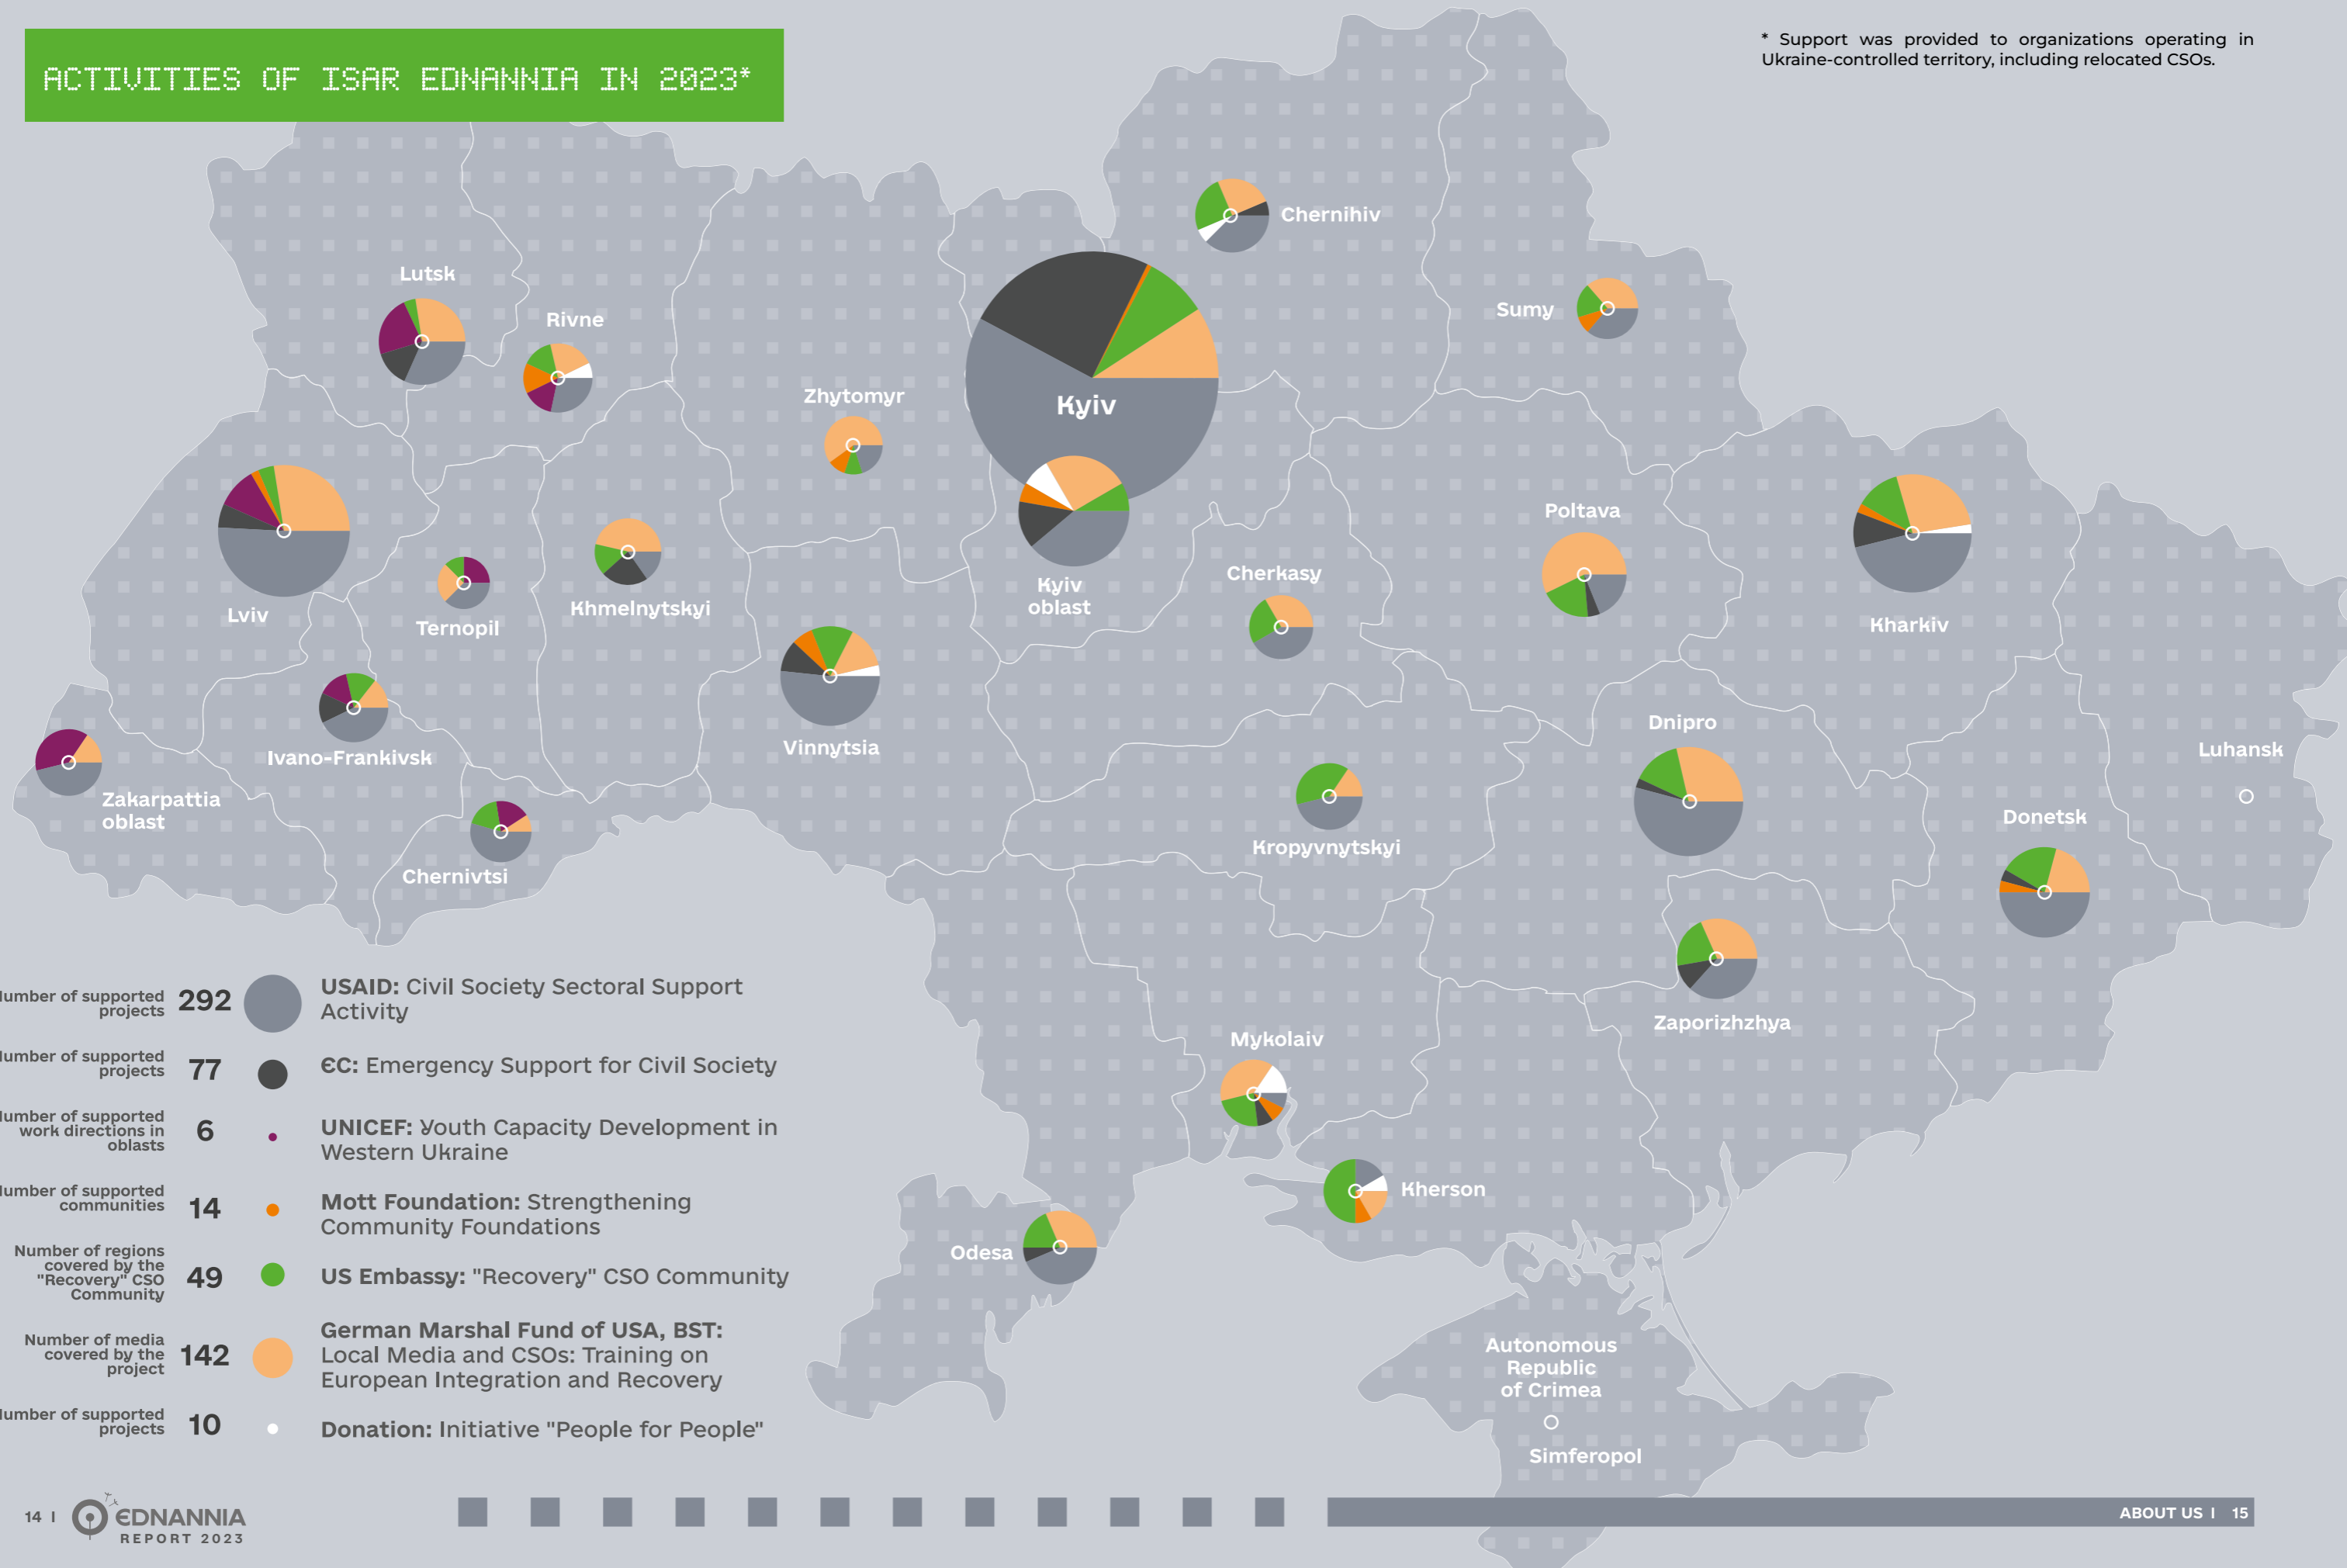 ACTIVITIES OF ISAR EDNANNIA IN 2023*
* Support was provided to organizations operating in
Ukraine-controlled territory, including relocated CSOs.
Chernihiv
Lutsk
Sumy
Rivne
Zhytomyr
Kyiv
Poltava
Kyiv
oblast
Cherkasy
Khmelnytskyi
Lviv
Ternopil
Kharkiv
Dnipro
Vinnytsia
Luhansk
Ivano-Frankivsk
Zakarpattia
oblast
Donetsk
Kropyvnytskyi
Chernivtsi
Zaporizhzhya
Mykolaiv
Kherson
Odesa
Autonomous
Republic
of Crimea
Simferopol
umber of supported
projects
292
USAID: Civil Society Sectoral Support
Activity
umber of supported
projects
77
ЄC: Emergency Support for Civil Society
umber of supported
work directions in
oblasts
6
UNICEF: Youth Capacity Development in
Western Ukraine
umber of supported
communities
14
Mott Foundation: Strengthening
Community Foundations
Number of regions
covered by the
"Recovery" CSO
Community
49
US Embassy: "Recovery" CSO Community
Number of media
covered by the
project
142
German Marshal Fund of USA, BST:
Local Media and CSOs: Training on
European Integration and Recovery
umber of supported
projects
10
Donation: Initiative "People for People"
14 |
ЄDNANNIA
REPORT 2023
ABOUT US | 15